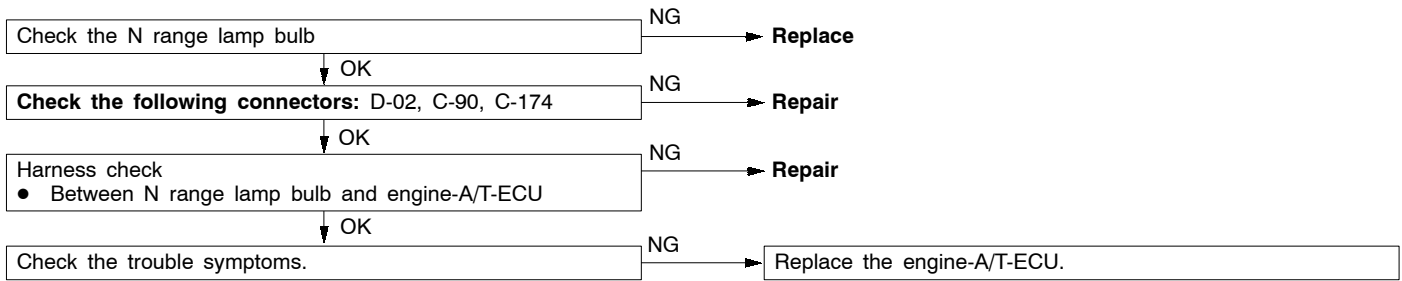 NG
Check the N range lamp bulb
Replace
OK
NG
Check the following connectors: D-02, C-90, C-174
Repair
OK
NG
Harness check
Repair
● Between N range lamp bulb and engine-A/T-ECU
OK
NG
Check the trouble symptoms.
Replace the engine-A/T-ECU.